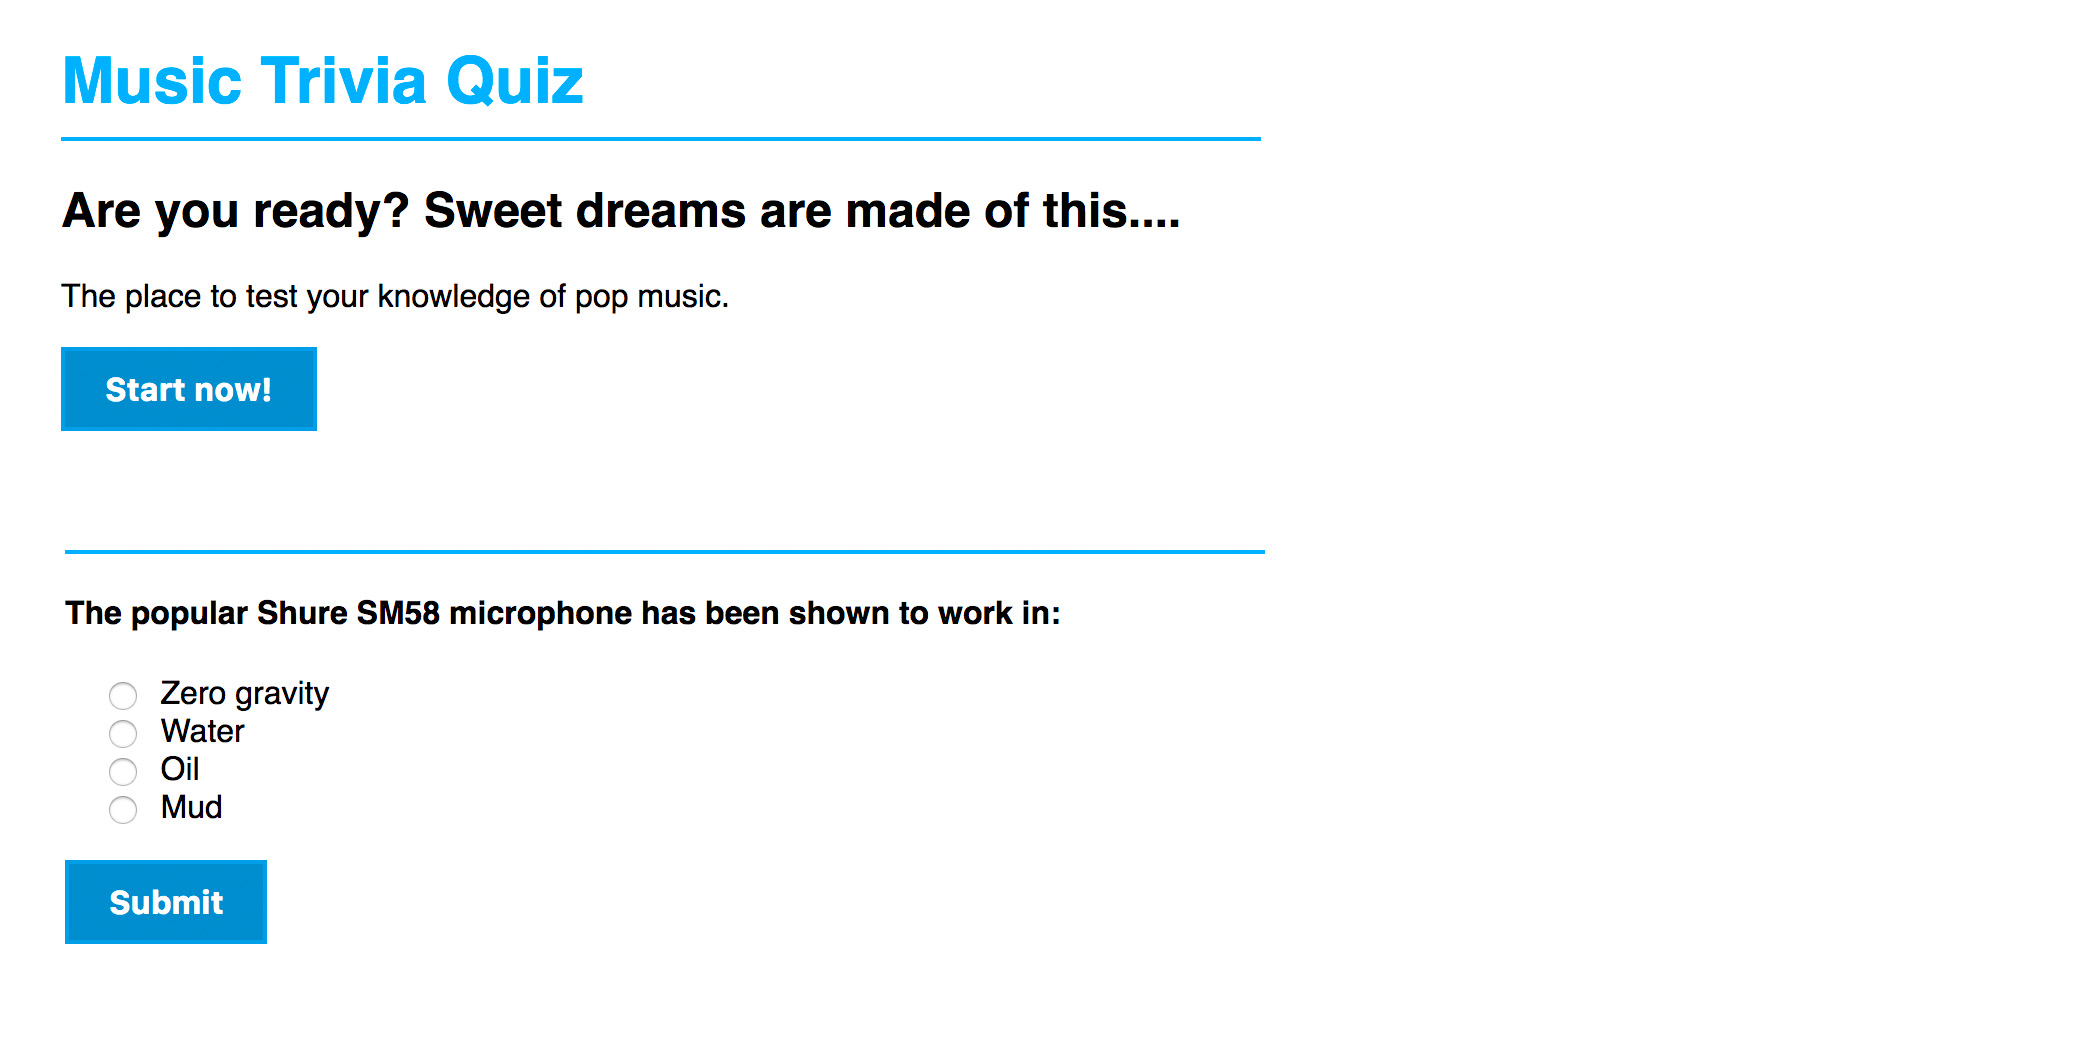 Music Trivia Quiz
Are you ready? Sweet dreams are made of this....
The place to test your knowledge of pop music.
Start now!
The popular Shure SM58 microphone has been shown to work in:
Zero gravity
Water
Oil
Mud
Submit